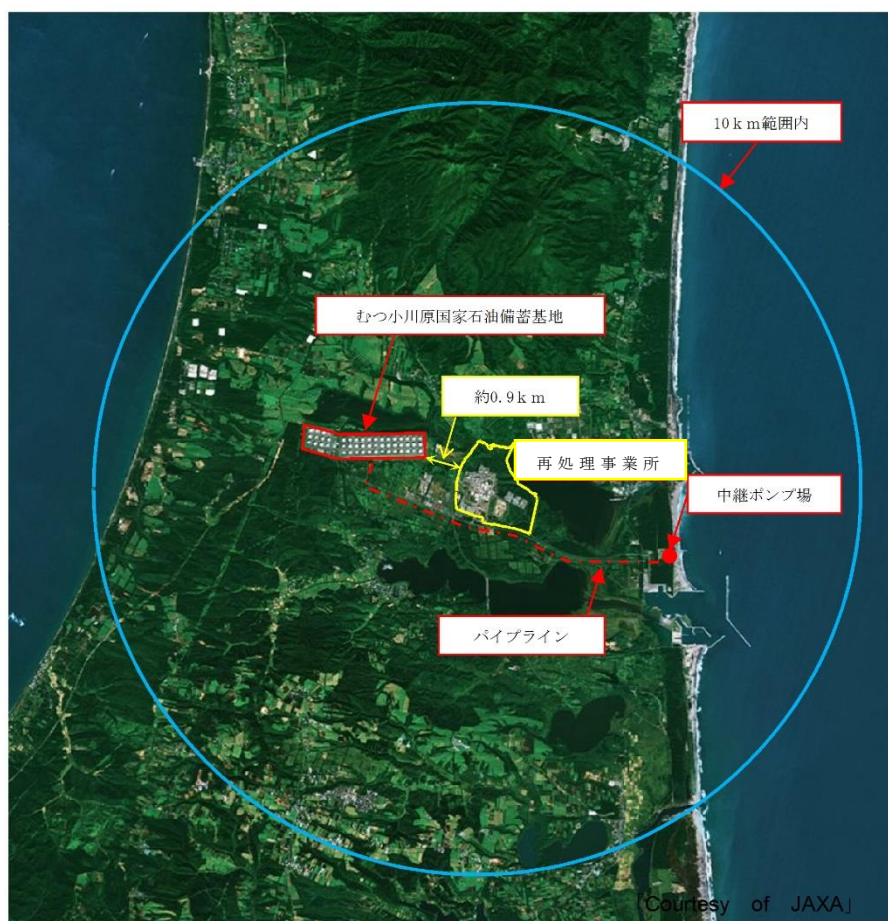 10km範囲内
むつ小川原国家石油備蓄基地
約0.9km
再処理事業所
中継ポンプ場
パイプライン
「Courtesy of JAXA」